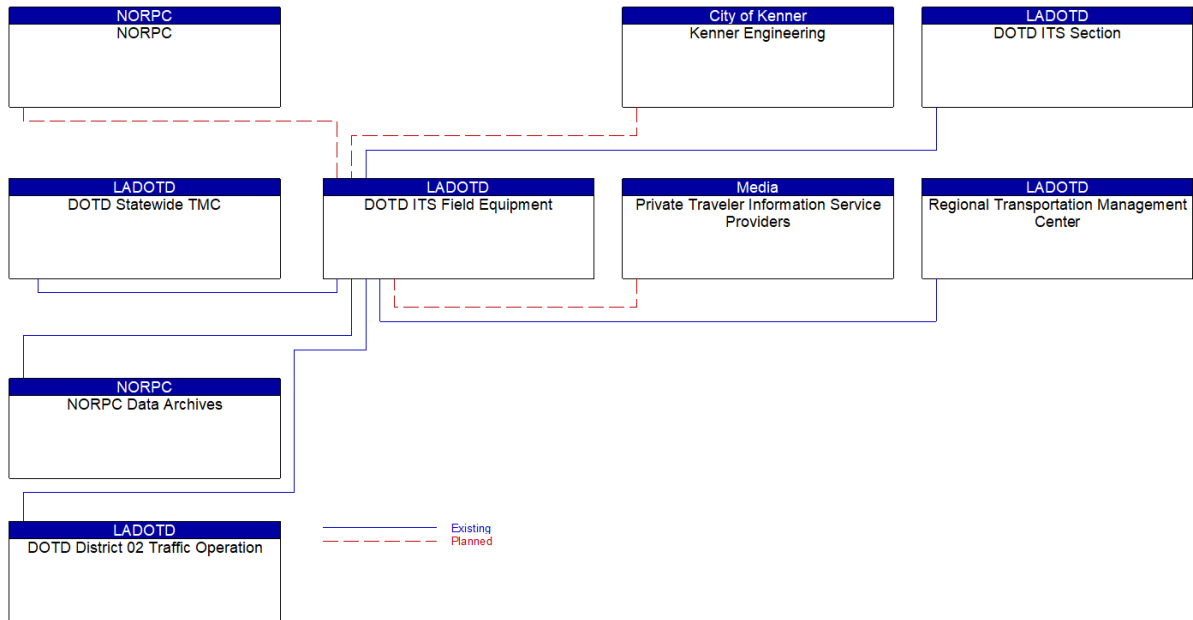 NORPC
NORPC
City of Kenner
Kenner Engineering
LADOTD
DOTD ITS Section
LADOTD
DOTD Statewide TMC
LADOTD
DOTD ITS Field Equipment
Media
Private Traveler Information Service
Providers
LADOTD
Regional Transportation Management
Center
NORPC
NORPC Data Archives
LADOTD
DOTD District 02 Traffic Operation
Existing
Planned